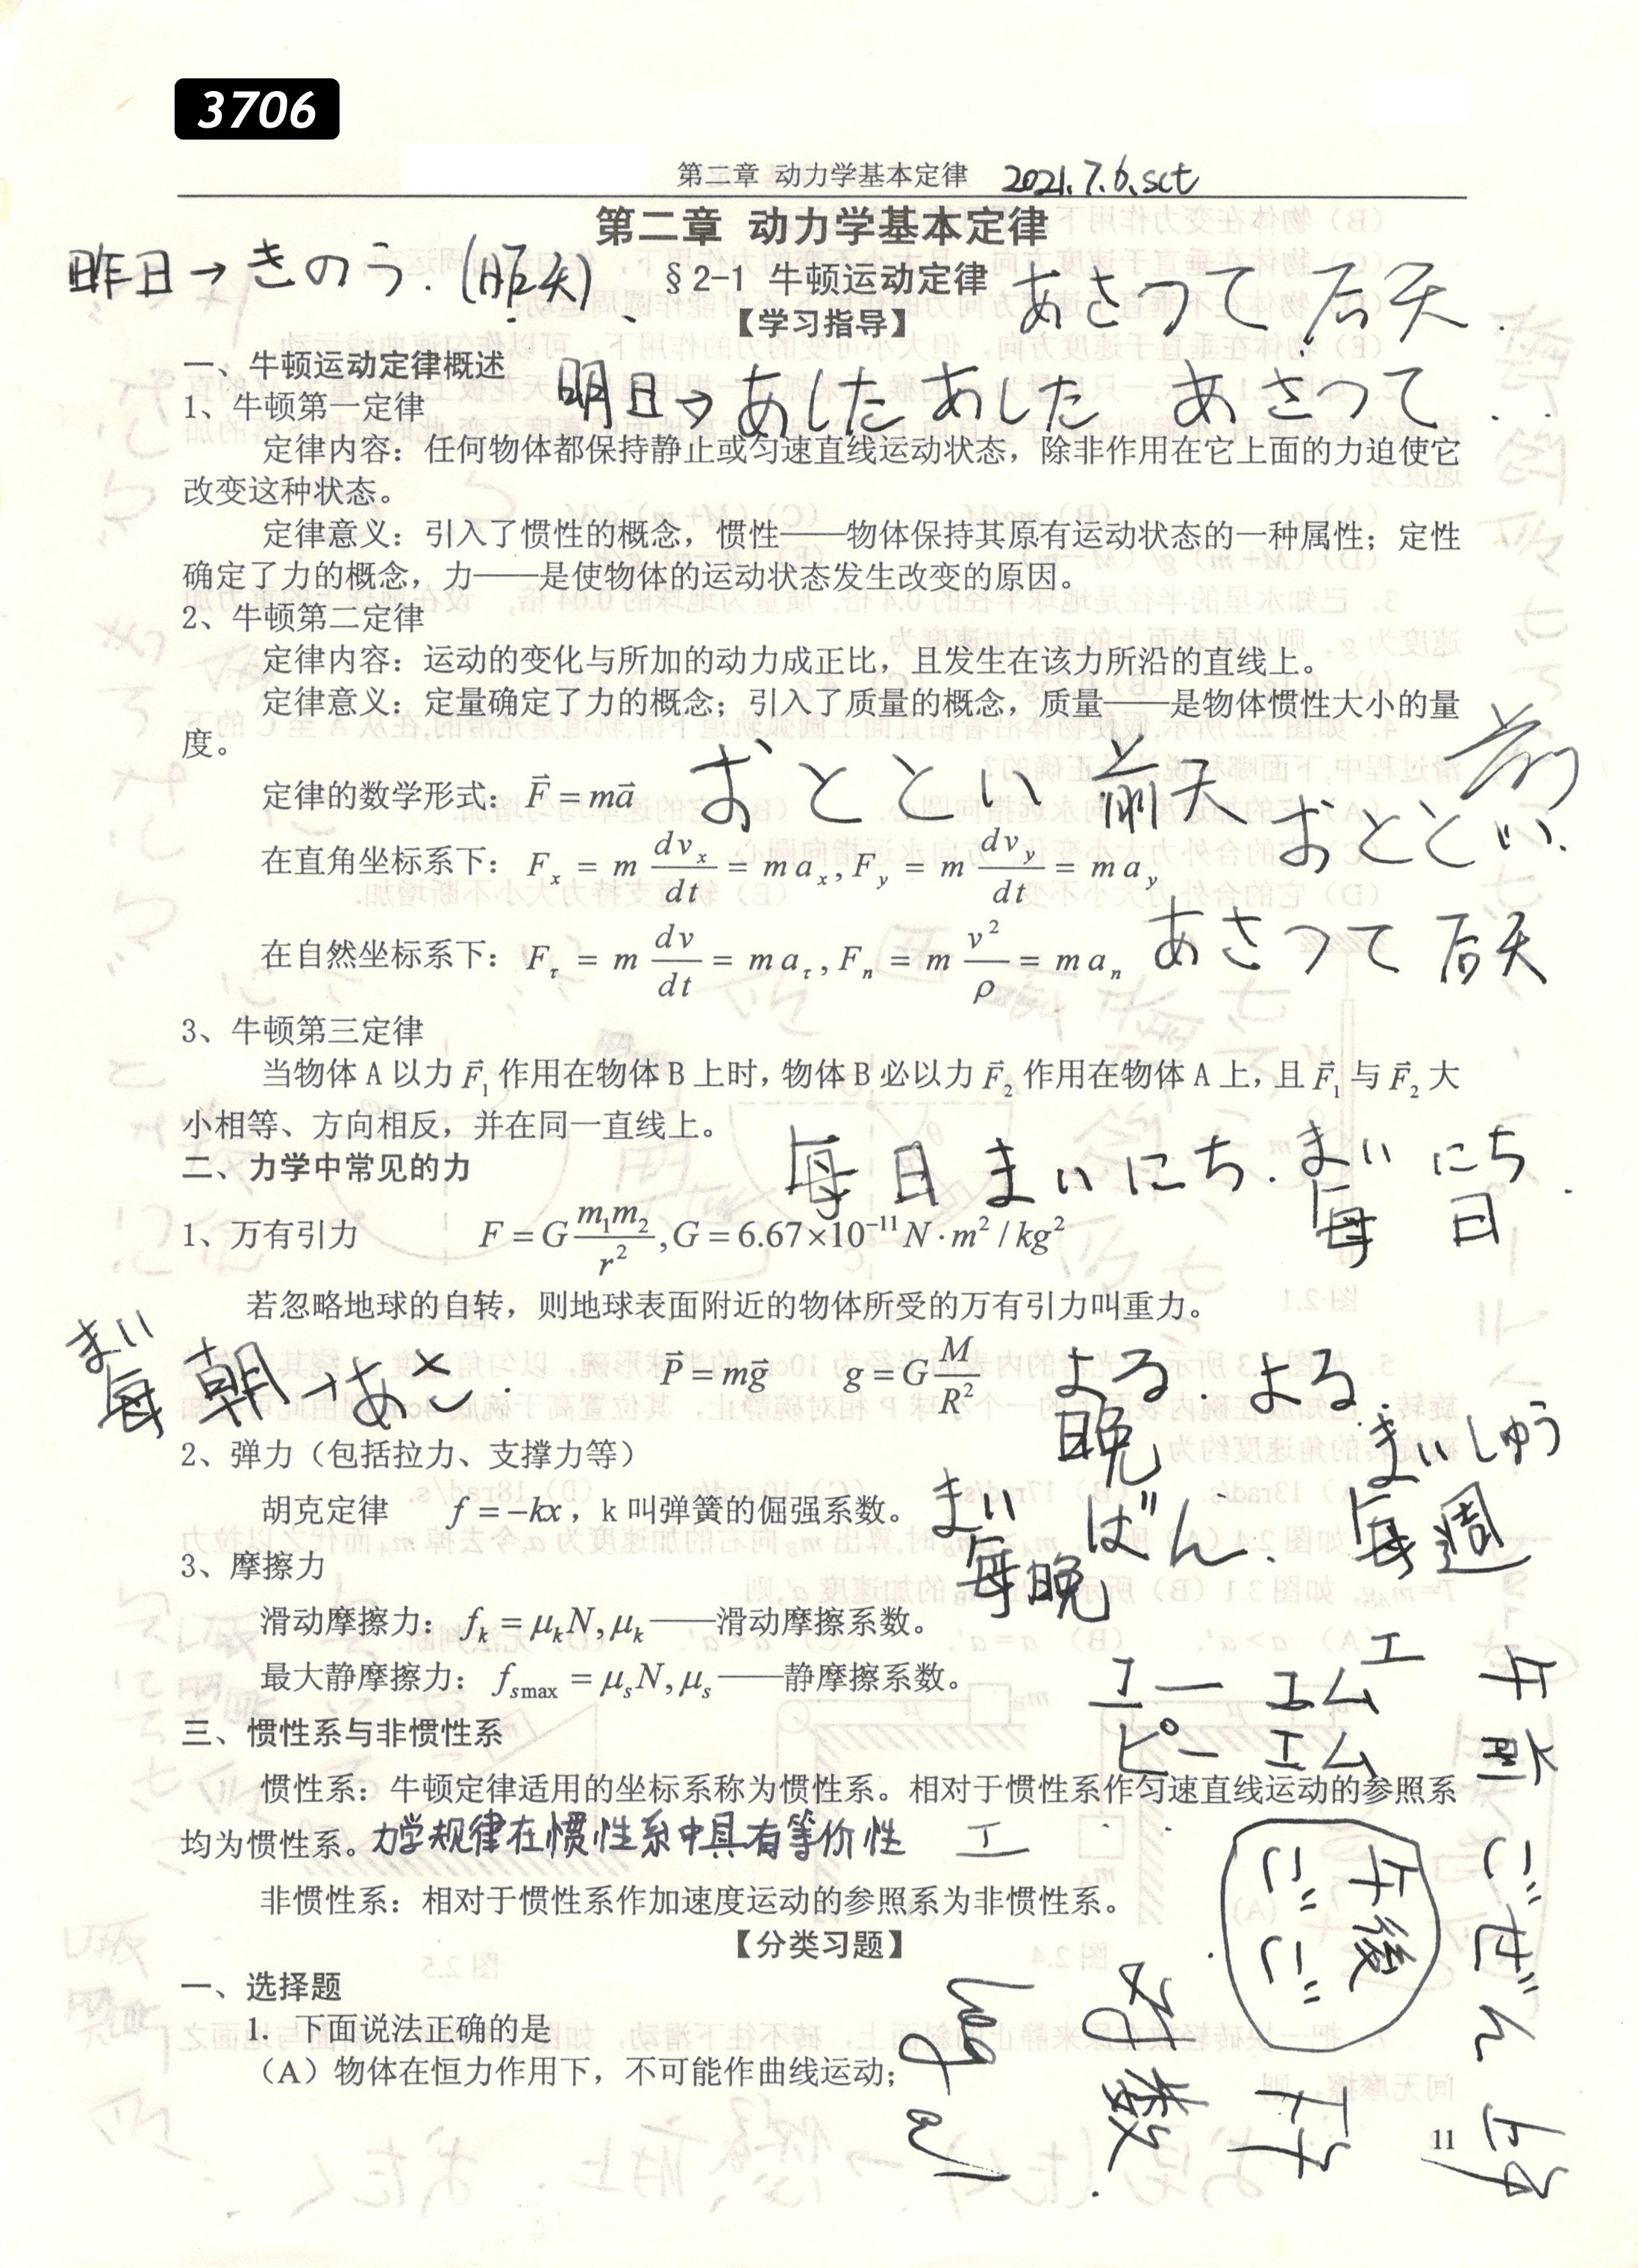 3706
第二章 动力学基本定律 2021.7.6.sct
第二章 动力学基本定律
昨日→きのう.(昨天)
§2-1 牛顿运动定律
あさって 后天.
【学习指导】
一、牛顿运动定律概述
明日→あした あした あさって.
1、牛顿第一定律
定律内容：任何物体都保持静止或匀速直线运动状态，除非作用在它上面的力迫使它
改变这种状态。
定律意义：引入了惯性的概念，惯性——物体保持其原有运动状态的一种属性；定性
确定了力的概念，力——是使物体的运动状态发生改变的原因。
2、牛顿第二定律
定律内容：运动的变化与所加的动力成正比，且发生在该力所沿的直线上。
定律意义：定量确定了力的概念；引入了质量的概念，质量——是物体惯性大小的量
度。
前
定律的数学形式：$\vec{F}=m\vec{a}$
おととい 前天
おととい.
在直角坐标系下：$F_x=m\frac{dv_x}{dt}=ma_x,F_y=m\frac{dv_y}{dt}=ma_y$
在自然坐标系下：$F_\tau=m\frac{dv}{dt}=ma_\tau,F_n=m\frac{v^2}{\rho}=ma_n$
あさって 后天
3、牛顿第三定律
当物体 A 以力 $\vec{F}_1$ 作用在物体 B 上时，物体 B 必以力 $\vec{F}_2$ 作用在物体 A 上，且 $\vec{F}_1$ 与 $\vec{F}_2$ 大
小相等、方向相反，并在同一直线上。
二、力学中常见的力
毎日 まいにち.
まい にち
毎 日
1、万有引力 $F=G\frac{m_1m_2}{r^2},G=6.67\times10^{-11}N\cdot m^2/kg^2$
若忽略地球的自转，则地球表面附近的物体所受的万有引力叫重力。
まい
毎朝→あさ.
$\vec{P}=m\vec{g}$ $g=G\frac{M}{R^2}$
よる.よる.
晩
まいしゅう
毎週
2、弹力（包括拉力、支撑力等）
胡克定律 $f=-kx$，k 叫弹簧的倔强系数。
まい ばん.
毎晩
3、摩擦力
滑动摩擦力：$f_k=\mu_kN,\mu_k$——滑动摩擦系数。
最大静摩擦力：$f_{smax}=\mu_sN,\mu_s$——静摩擦系数。
エ
エー エム
ピー エム
三、惯性系与非惯性系
惯性系：牛顿定律适用的坐标系称为惯性系。相对于惯性系作匀速直线运动的参照系
均为惯性系。力学规律在惯性系中具有等价性
エ
非惯性系：相对于惯性系作加速度运动的参照系为非惯性系。
午後
ごご
ごぜん
【分类习题】
一、选择题
1. 下面说法正确的是
（A）物体在恒力作用下，不可能作曲线运动；
对数
11